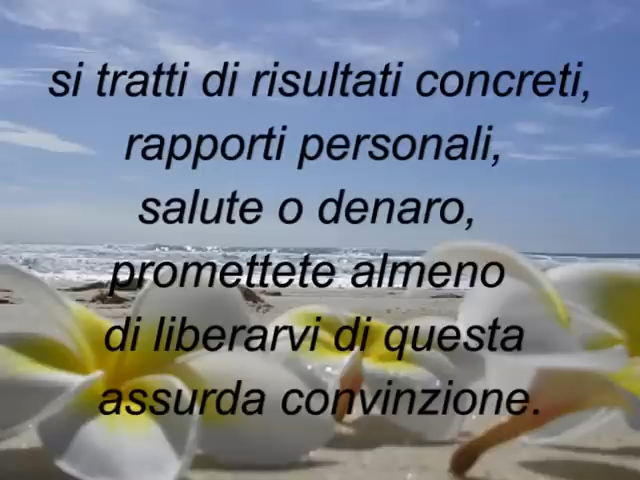 si tratti di risultati concreti,
rapporti personali,
salute o denaro,
promettete almeno
di liberarvi di questa
assurda convinzione.